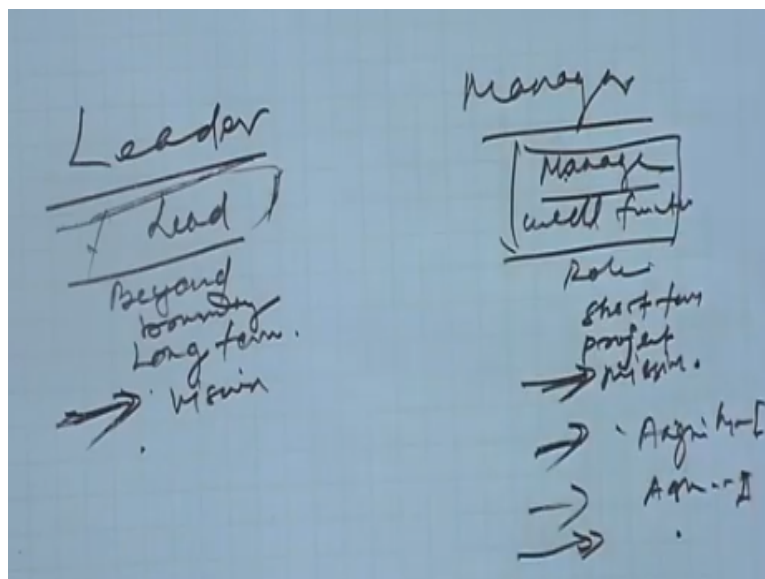 Leader
Lead
Beyond
boundary
Long term.
vision
Manager
Manage
Role
short term
project
mission.